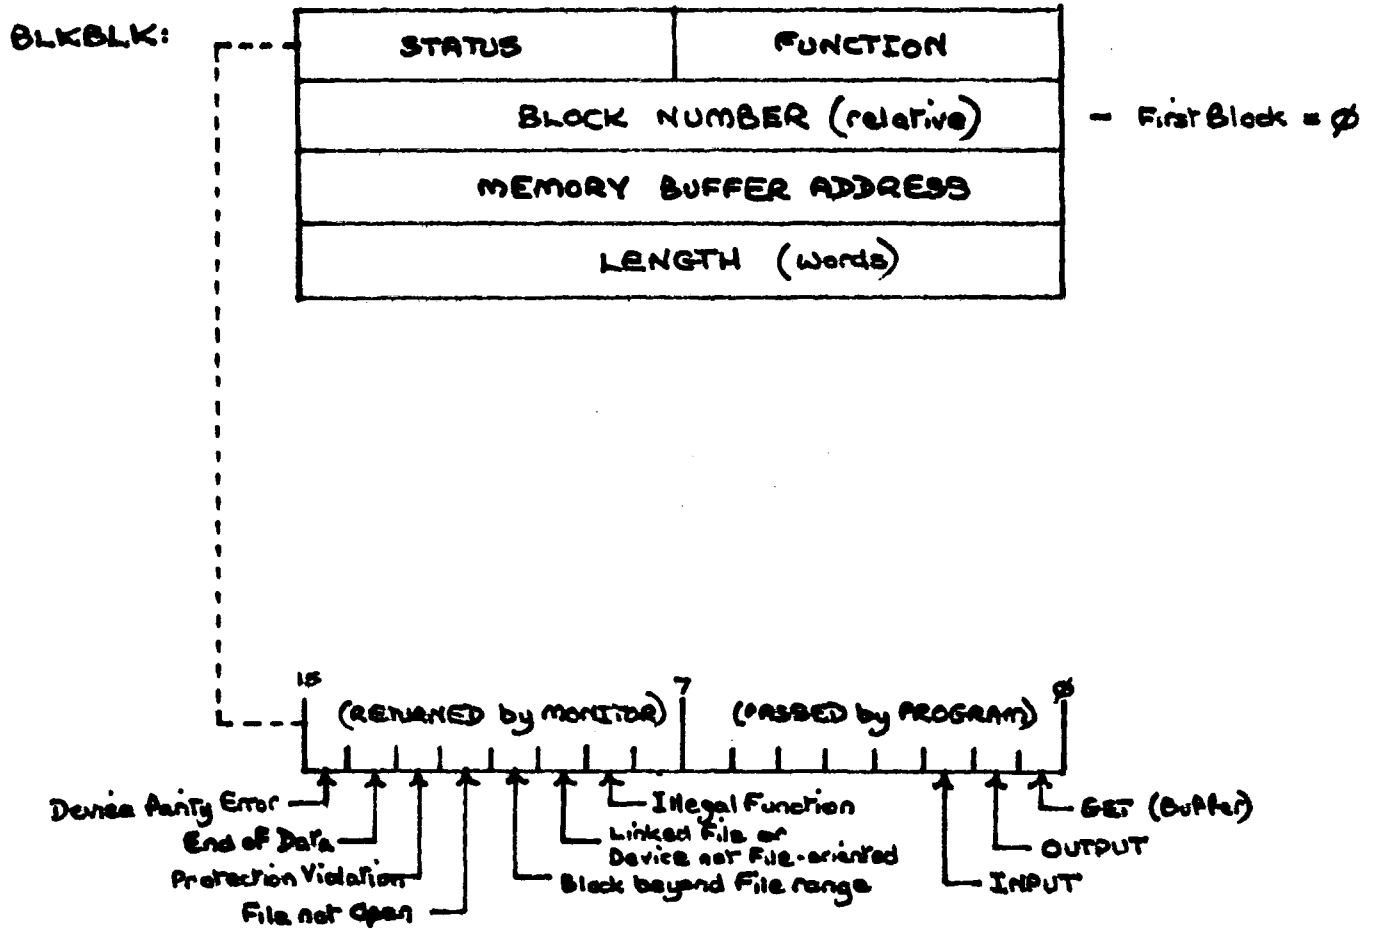 BLKBLK:
STATUS FUNCTION
BLOCK NUMBER (relative) - First Block = Ø
MEMORY BUFFER ADDRESS
LENGTH (words)
15 7 Ø
(RETURNED by MONITOR) (PASSED by PROGRAM)
Device Parity Error
End of Data
Protection Violation
File not Open
Illegal Function
Linked File or
Device not File-oriented
Block beyond File range
GET (Buffer)
OUTPUT
INPUT